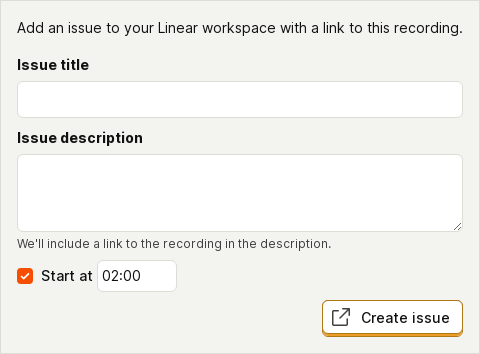 Add an issue to your Linear workspace with a link to this recording.
Issue title
Issue description
We'll include a link to the recording in the description.
Start at 02:00
Create issue